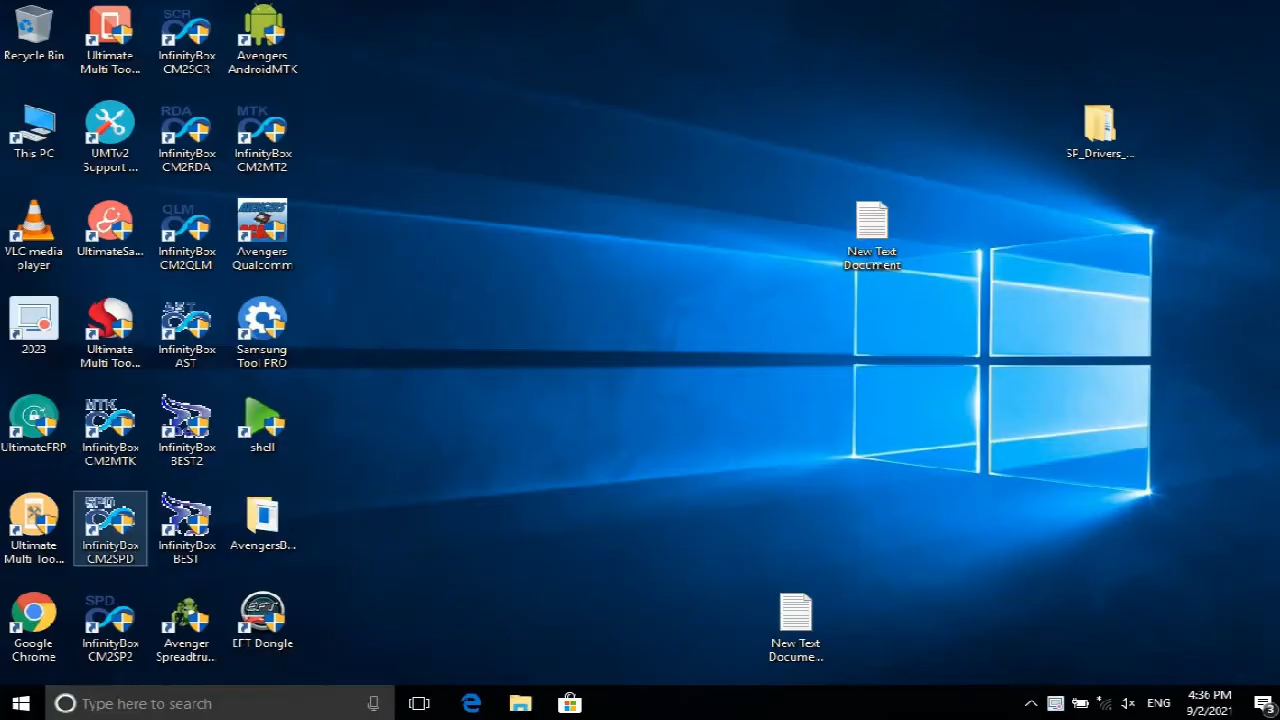 Recycle Bin
Ultimate
Multi Too...
SCR
InfinityBox
CM2SCR
Avengers
AndroidMTK
This PC
UMTv2
Support ...
RDA
InfinityBox
CM2RDA
MTK
InfinityBox
CM2MT2
SP_Drivers_...
VLC media
player
UltimateSa...
QLM
InfinityBox
CM2QLM
Avengers
Qualcomm
New Text
Document
2023
Ultimate
Multi Too...
InfinityBox
AST
Samsung
Tool PRO
UltimateFRP
MTK
InfinityBox
CM2MTK
InfinityBox
BEST2
shell
Ultimate
Multi Too...
SPD
InfinityBox
CM2SPD
InfinityBox
BEST
AvengersB...
Google
Chrome
SPD
InfinityBox
CM2SP2
Avenger
Spreadtru...
EFT
EFT Dongle
New Text
Docume...
Type here to search
ENG
4:36 PM
9/2/2021
3